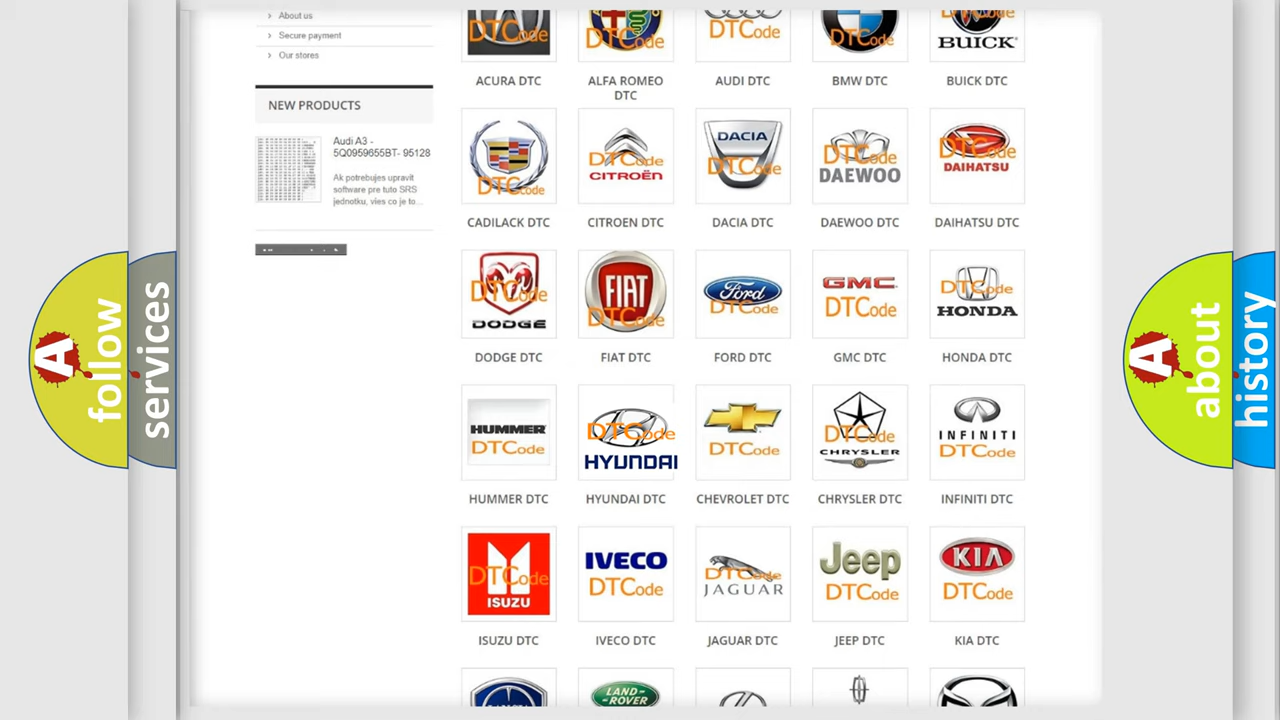 About us
Secure payment
Our stores
NEW PRODUCTS
Audi A3 -
5Q0959655BT- 95128
Ak potrebujes upravit
software pre tuto SRS
jednotku, vies co je to...
DTCode
DTCode
DTCode
DTCode
BUICK
ACURA DTC
ALFA ROMEO
DTC
AUDI DTC
BMW DTC
BUICK DTC
DTCode
DTCode
CITROËN
DACIA
DTCode
DTCode
DAEWOO
DTCode
DAIHATSU
CADILACK DTC
CITROEN DTC
DACIA DTC
DAEWOO DTC
DAIHATSU DTC
DTCode
DODGE
FIAT
DTCode
Ford
DTCode
GMC
DTCode
DTCode
HONDA
DODGE DTC
FIAT DTC
FORD DTC
GMC DTC
HONDA DTC
HUMMER
DTCode
DTCode
HYUNDAI
DTCode
DTCode
CHRYSLER
INFINITI
DTCode
HUMMER DTC
HYUNDAI DTC
CHEVROLET DTC
CHRYSLER DTC
INFINITI DTC
DTCode
ISUZU
IVECO
DTCode
DTCode
JAGUAR
Jeep
DTCode
KIA
DTCode
ISUZU DTC
IVECO DTC
JAGUAR DTC
JEEP DTC
KIA DTC
LAND-
ROVER
A follow
services
A about
history